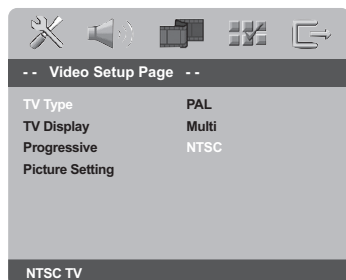 -- Video Setup Page --
TV Type PAL
TV Display Multi
Progressive NTSC
Picture Setting
NTSC TV